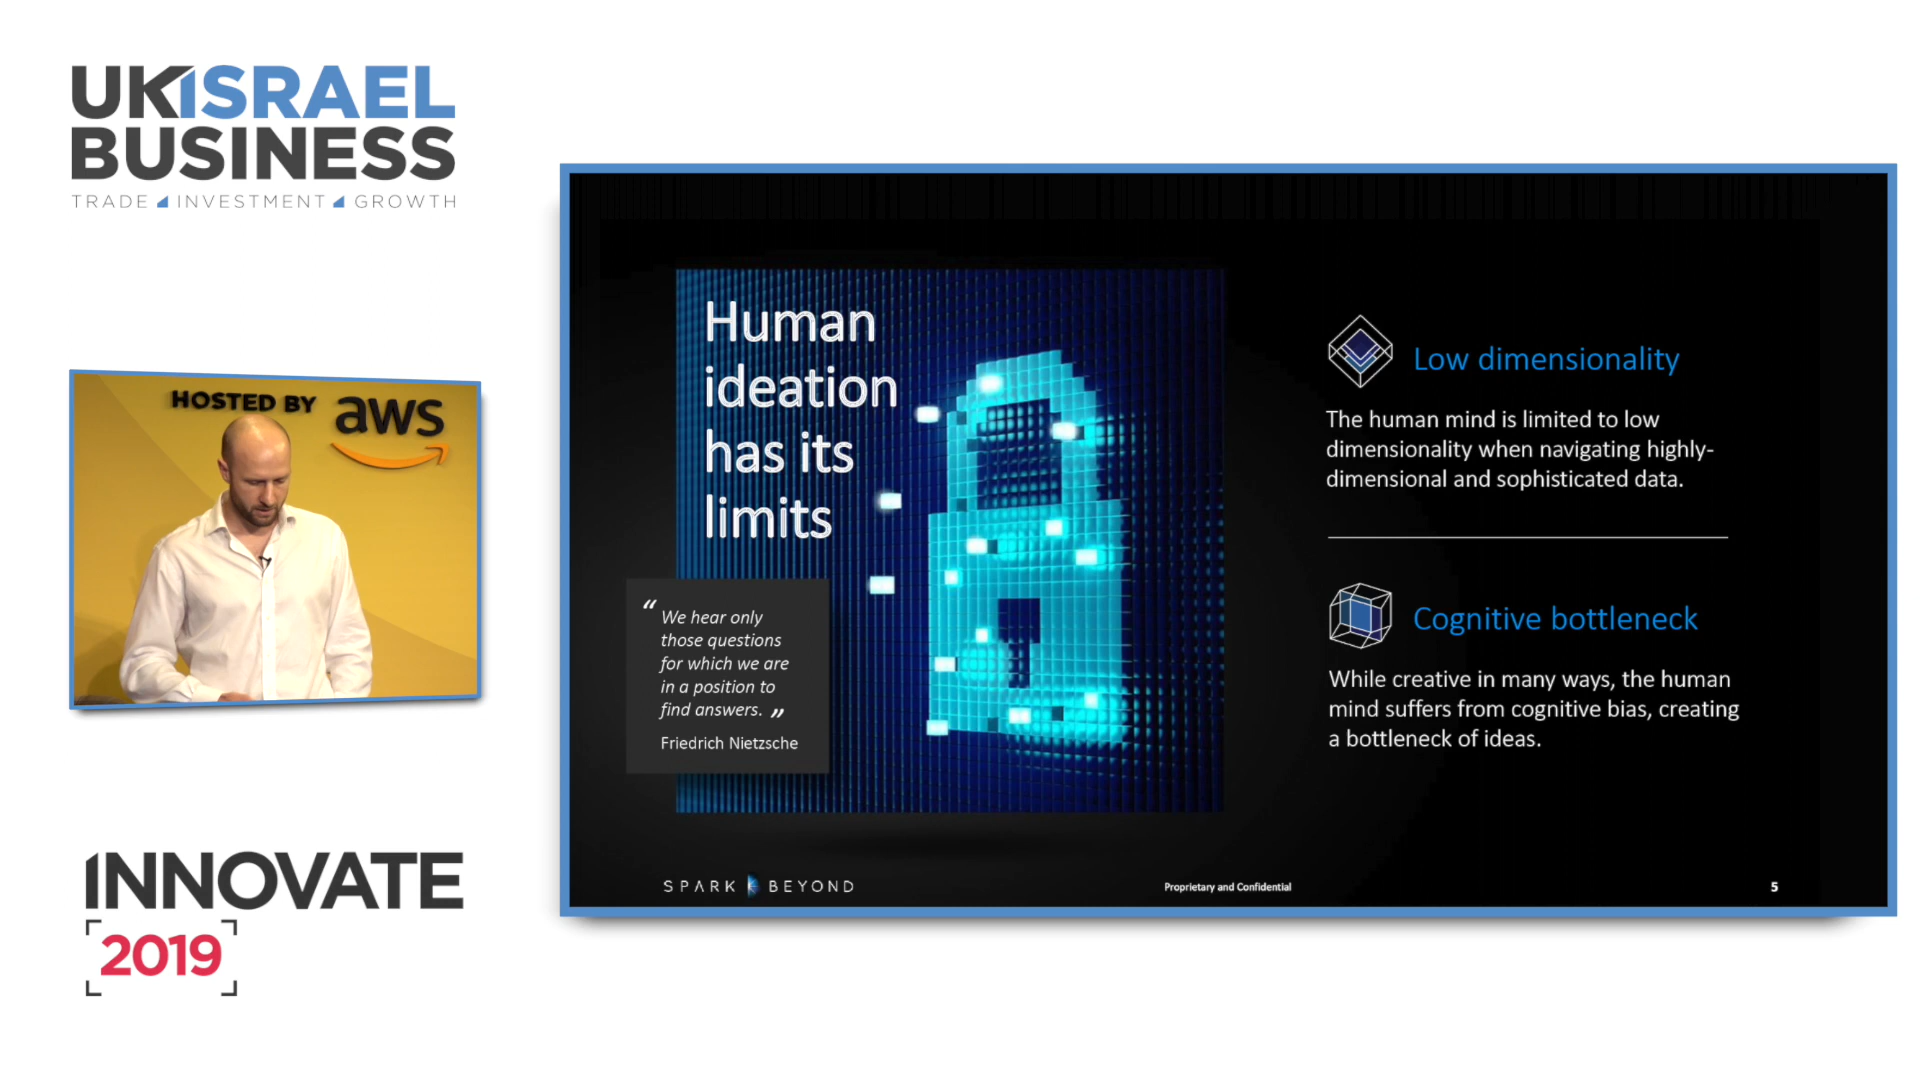 UKISRAEL
BUSINESS
TRADE INVESTMENT GROWTH
HOSTED BY aws
INNOVATE
2019
Human
ideation
has its
limits
“ We hear only
those questions
for which we are
in a position to
find answers. ”
Friedrich Nietzsche
Low dimensionality
The human mind is limited to low
dimensionality when navigating highly-
dimensional and sophisticated data.
Cognitive bottleneck
While creative in many ways, the human
mind suffers from cognitive bias, creating
a bottleneck of ideas.
SPARK BEYOND
Proprietary and Confidential
5